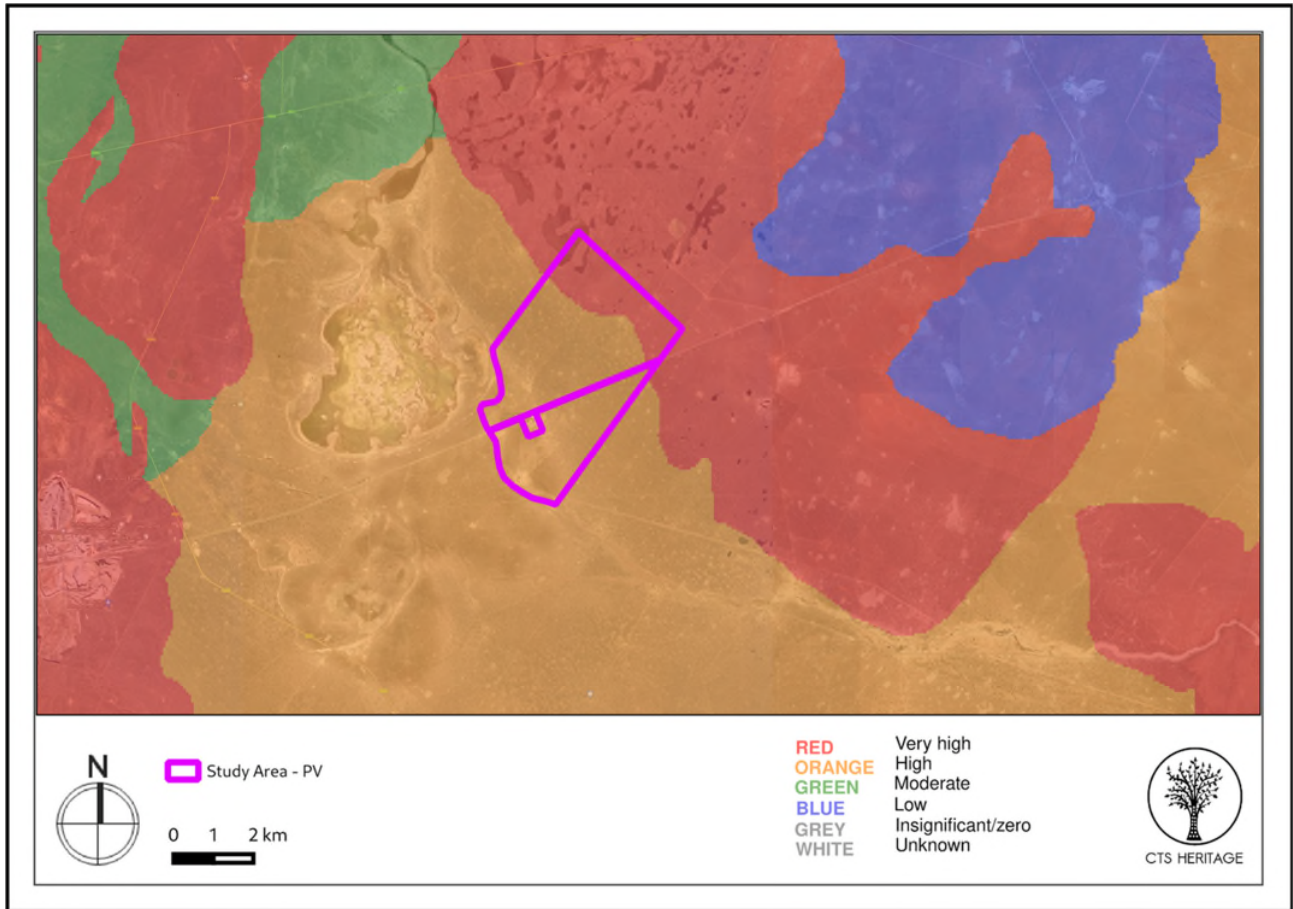 N
Study Area - PV
0 1 2 km
RED Very high
ORANGE High
GREEN Moderate
BLUE Low
GREY Insignificant/zero
WHITE Unknown
CTS HERITAGE